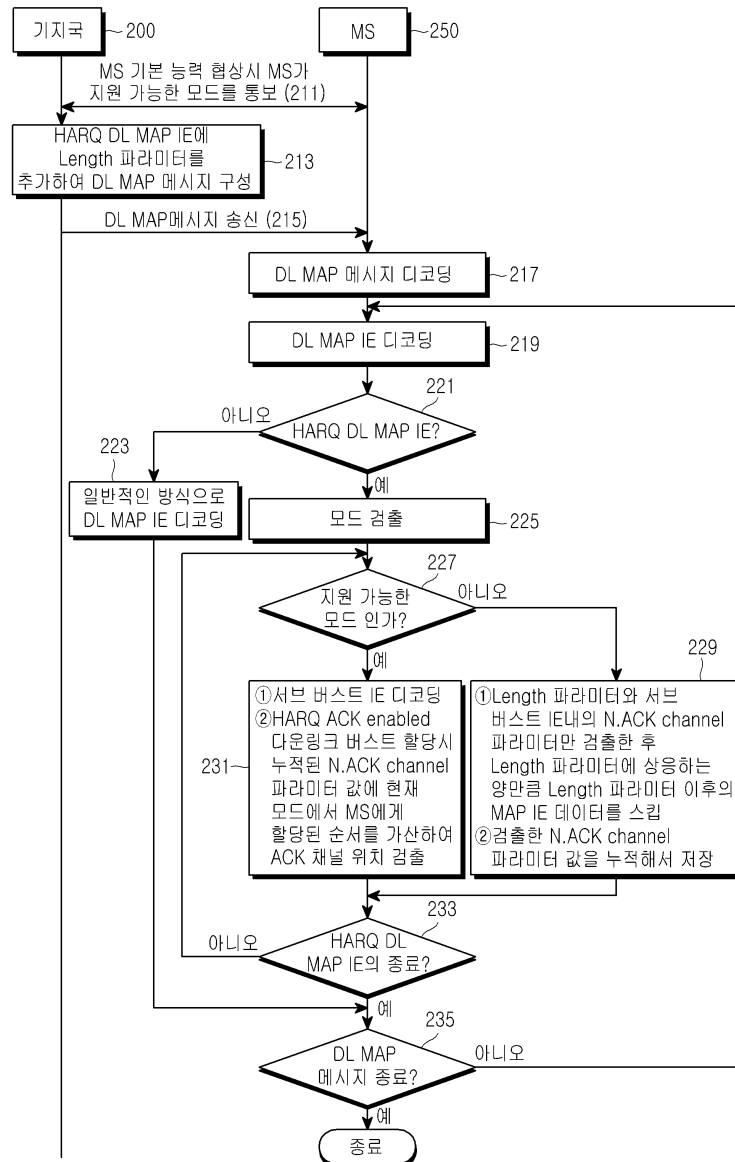 기지국
200
MS
250
MS 기본 능력 협상시 MS가
지원 가능한 모드를 통보 (211)
HARQ DL MAP IE에
Length 파라미터를
추가하여 DL MAP 메시지 구성
213
DL MAP메시지 송신 (215)
DL MAP 메시지 디코딩
217
DL MAP IE 디코딩
219
221
아니오
HARQ DL MAP IE?
예
223
일반적인 방식으로
DL MAP IE 디코딩
모드 검출
225
227
지원 가능한
모드 인가?
아니오
예
229
①서브 버스트 IE 디코딩
②HARQ ACK enabled
다운링크 버스트 할당시
누적된 N.ACK channel
파라미터 값에 현재
모드에서 MS에게
할당된 순서를 가산하여
ACK 채널 위치 검출
231
①Length 파라미터와 서브
버스트 IE내의 N.ACK channel
파라미터만 검출한 후
Length 파라미터에 상응하는
양만큼 Length 파라미터 이후의
MAP IE 데이터를 스킵
②검출한 N.ACK channel
파라미터 값을 누적해서 저장
233
아니오
HARQ DL
MAP IE의 종료?
예
235
DL MAP
메시지 종료?
아니오
예
종료